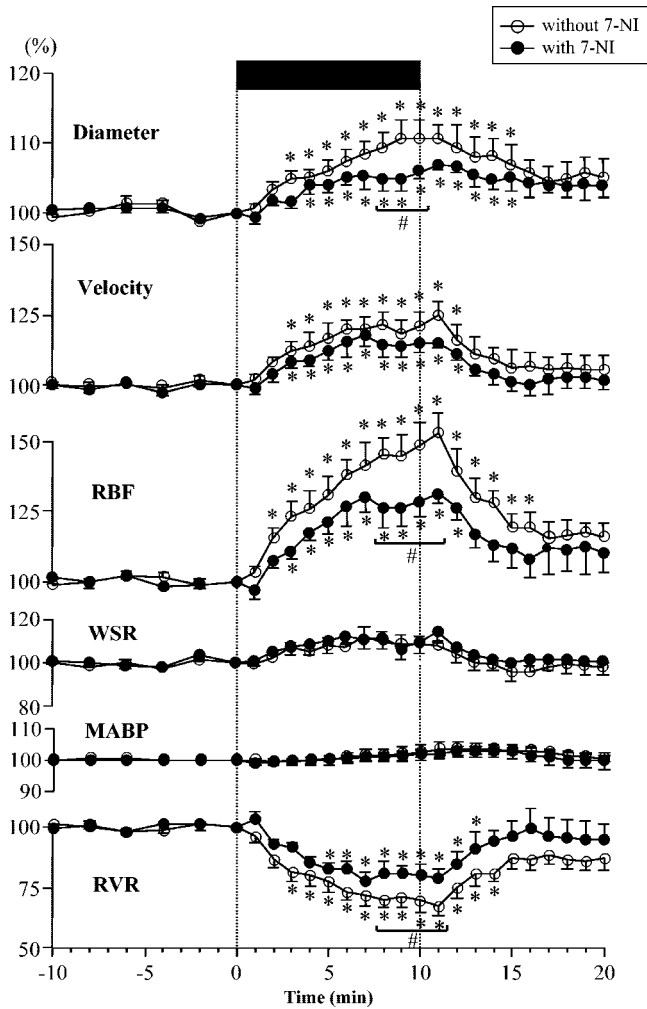 without 7-NI
with 7-NI
(%)
120
Diameter
110
100
* * * * * * * * * * * * *
* * * * * * * * * * * *
#
150
Velocity
125
100
* * * * * * * * * *
* * * * * * * * * *
150
RBF
125
100
* * * * * * * * * * * * * * *
* * * * * * * * * *
#
120
WSR
100
80
110
MABP
100
90
100
RVR
75
50
* * * * * * * * *
* * * * * * * * * * * *
#
-10
-5
0
5
10
15
20
Time (min)